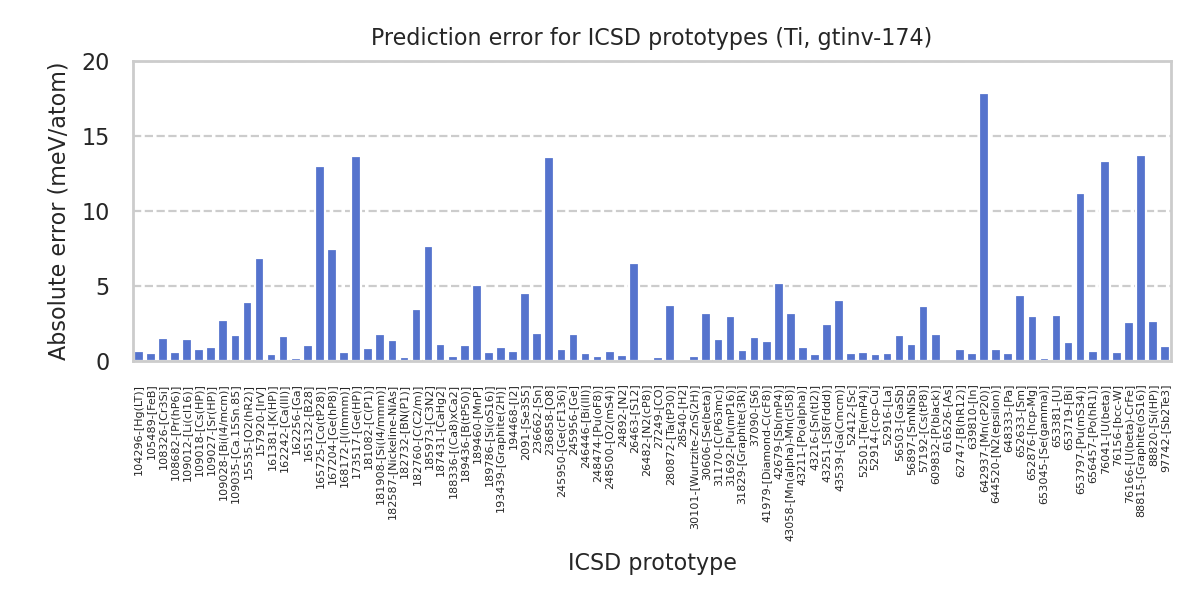 Prediction error for ICSD prototypes (Ti, gtinv-174)
Absolute error (meV/atom)
20
15
10
5
0
104296-[Hg(LT)]
105489-[FeB]
108326-[Cr3Si]
108682-[Pr(hP6)]
109012-[Li(cI16)]
109018-[Cs(HP)]
109027-[Sr(HP)]
109028-[Bi(I4/mcm)]
109035-[Ca.15Sn.85]
15535-[O2(hR2)]
157920-[IrV]
161381-[K(HP)]
162242-[Ca(III)]
162256-[Ga]
165132-[B28]
165725-[Co(tP28)]
167204-[Ge(hP8)]
168172-[I(Immm)]
173517-[Ge(HP)]
181082-[C(P1)]
181908-[Si(I4/mmm)]
182587-[Nickeline-NiAs]
182732-[BN(P1)]
182760-[C(C2/m)]
185973-[C3N2]
187431-[CaHg2]
188336-[(Ca8)xCa2]
189436-[B(tP50)]
189460-[MnP]
189786-[Si(oS16)]
193439-[Graphite(2H)]
194468-[I2]
2091-[Se3S5]
236662-[Sn]
236858-[O8]
245950-[Ge(cF136)]
245956-[Ge]
246446-[Bi(III)]
248474-[Pu(oF8)]
248500-[O2(mS4)]
24892-[N2]
26463-[S12]
26482-[N2(cP8)]
27249-[CO]
280872-[Ta(tP30)]
28540-[H2]
30101-[Wurtzite-ZnS(2H)]
30606-[Se(beta)]
31170-[C(P63mc)]
31692-[Pu(mP16)]
31829-[Graphite(3R)]
37090-[S6]
41979-[Diamond-C(cF8)]
42679-[Sb(mP4)]
43058-[Mn(alpha)-Mn(cI58)]
43211-[Po(alpha)]
43216-[Sn(tI2)]
43251-[S8(Fddd)]
43539-[Ga(Cmcm)]
52412-[Sc]
52501-[Te(mP4)]
52914-[ccp-Cu]
52916-[La]
56503-[GaSb]
56897-[SmNiSb]
57192-[Cs(tP8)]
609832-[P(black)]
616526-[As]
62747-[B(hR12)]
639810-[In]
642937-[Mn(cP20)]
644520-[N2(epsilon)]
648333-[Pa]
652633-[Sm]
652876-[hcp-Mg]
653045-[Se(gamma)]
653381-[U]
653719-[Bi]
653797-[Pu(mS34)]
656457-[Po(hR1)]
76041-[U(beta)]
76156-[bcc-W]
76166-[U(beta)-CrFe]
88815-[Graphite(oS16)]
88820-[Si(HP)]
97742-[Sb2Te3]
ICSD prototype